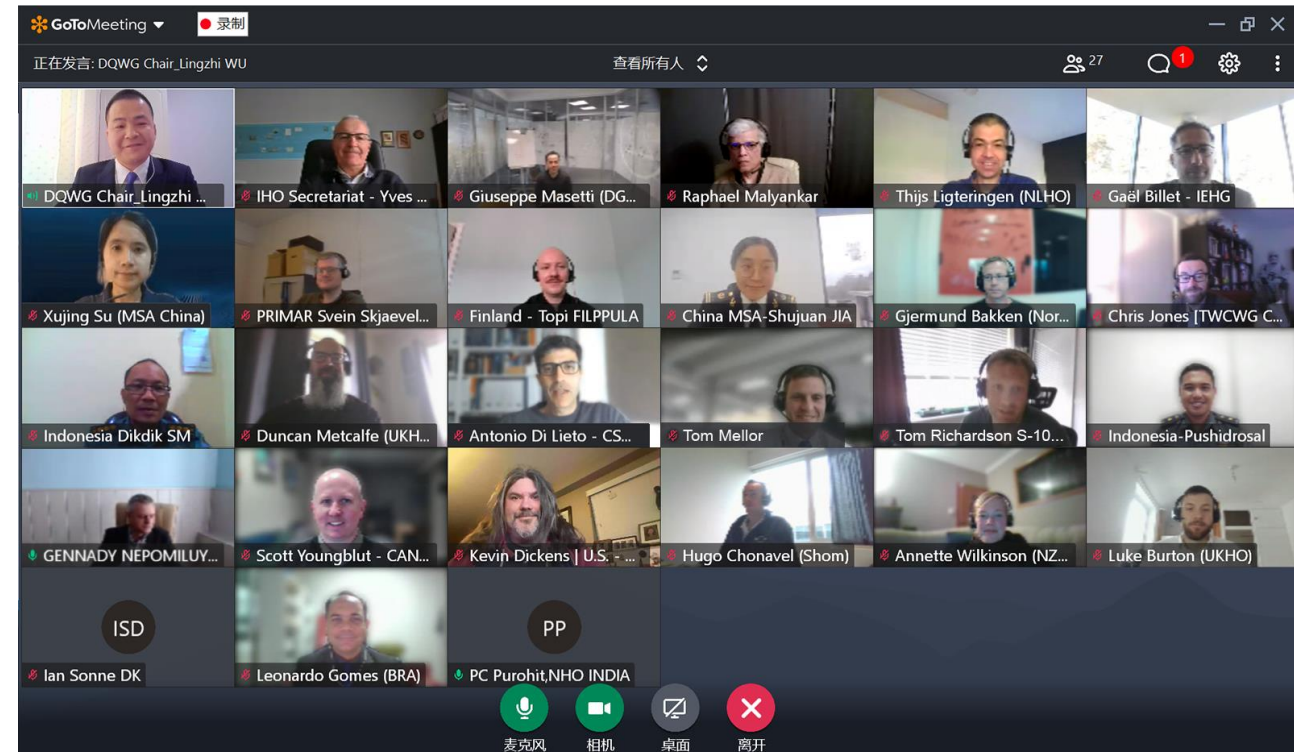 GoToMeeting
录制
正在发言: DQWG Chair_Lingzhi WU
查看所有人
27
1
DQWG Chair_Lingzhi ...
IHO Secretariat - Yves ...
Giuseppe Masetti (DG...
Raphael Malyankar
Thijs Ligteringen (NLHO)
Gaël Billet - IEHG
Xujing Su (MSA China)
PRIMAR Svein Skjaevel...
Finland - Topi FILPPULA
China MSA-Shujuan JIA
Gjermund Bakken (Nor...
Chris Jones [TWCWG C...
Indonesia Dikdik SM
Duncan Metcalfe (UKH...
Antonio Di Lieto - CS...
Tom Mellor
Tom Richardson S-10...
Indonesia-Pushidrosal
GENNADY NEPOMILUY...
Scott Youngblut - CAN...
Kevin Dickens | U.S. - ...
Hugo Chonavel (Shom)
Annette Wilkinson (NZ...
Luke Burton (UKHO)
ISD
Ian Sonne DK
Leonardo Gomes (BRA)
PP
PC Purohit,NHO INDIA
麦克风
相机
桌面
离开